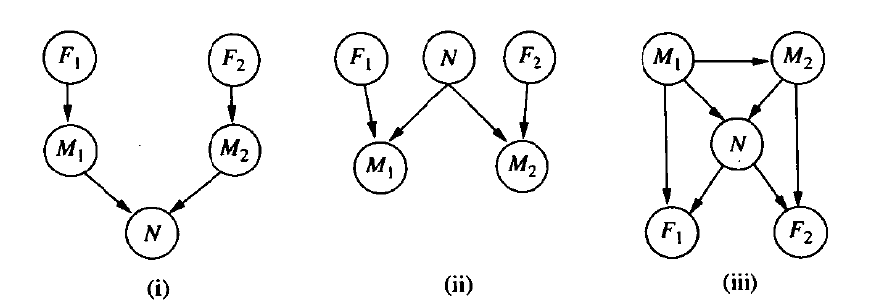 F₁ F₂ F₁ N F₂ M₁ M₂
M₁ M₂ M₁ M₂ N
N F₁ F₂
(i) (ii) (iii)